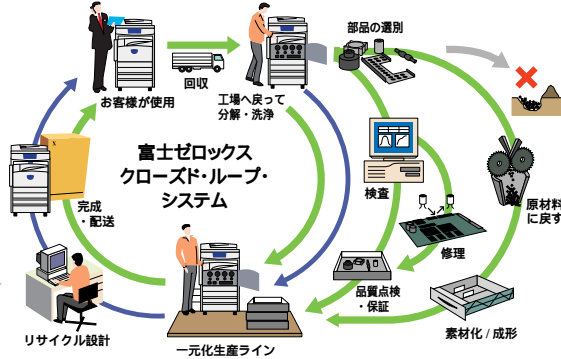 部品の選別
回収
お客様が使用
工場へ戻って
分解・洗浄
富士ゼロックス
クローズド・ループ・
システム
検査
原材料
に戻す
完成
・配送
修理
品質点検
・保証
素材化 / 成形
リサイクル設計
一元化生産ライン